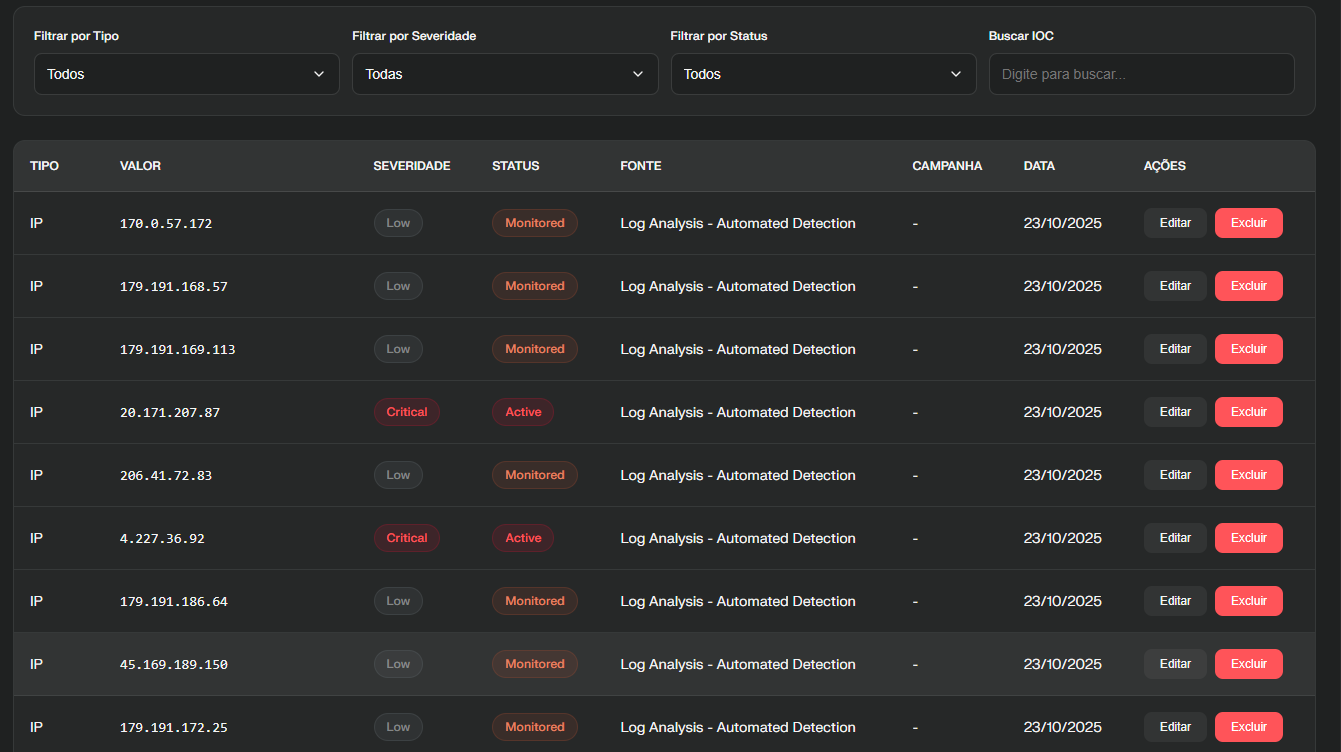 Filtrar por Tipo Filtrar por Severidade Filtrar por Status Buscar IOC
Todos Todas Todos Digite para buscar...
TIPO VALOR SEVERIDADE STATUS FONTE CAMPANHA DATA AÇÕES
IP 170.0.57.172 Low Monitored Log Analysis - Automated Detection - 23/10/2025 Editar Excluir
IP 179.191.168.57 Low Monitored Log Analysis - Automated Detection - 23/10/2025 Editar Excluir
IP 179.191.169.113 Low Monitored Log Analysis - Automated Detection - 23/10/2025 Editar Excluir
IP 20.171.207.87 Critical Active Log Analysis - Automated Detection - 23/10/2025 Editar Excluir
IP 206.41.72.83 Low Monitored Log Analysis - Automated Detection - 23/10/2025 Editar Excluir
IP 4.227.36.92 Critical Active Log Analysis - Automated Detection - 23/10/2025 Editar Excluir
IP 179.191.186.64 Low Monitored Log Analysis - Automated Detection - 23/10/2025 Editar Excluir
IP 45.169.189.150 Low Monitored Log Analysis - Automated Detection - 23/10/2025 Editar Excluir
IP 179.191.172.25 Low Monitored Log Analysis - Automated Detection - 23/10/2025 Editar Excluir